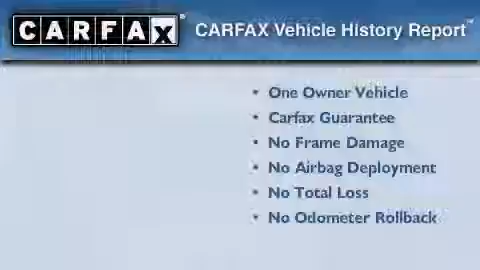 CARFAX® CARFAX Vehicle History Report™
• One Owner Vehicle
• Carfax Guarantee
• No Frame Damage
• No Airbag Deployment
• No Total Loss
• No Odometer Rollback